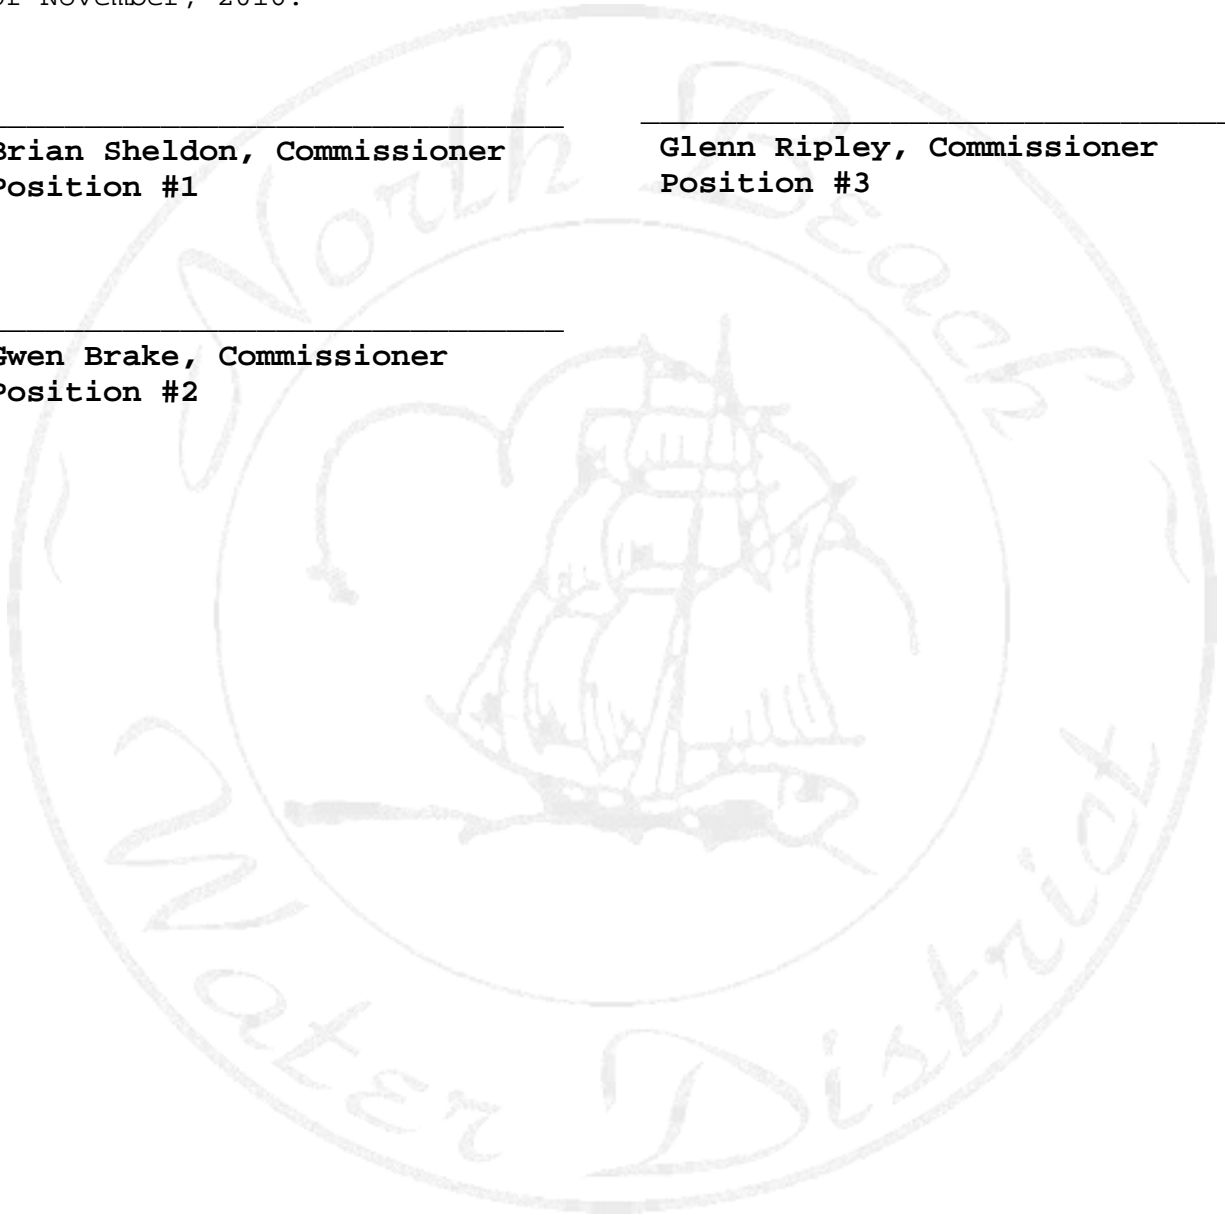 of November, 2010.
Brian Sheldon, Commissioner
Position #1
Glenn Ripley, Commissioner
Position #3
Gwen Brake, Commissioner
Position #2
North Beach
Water District